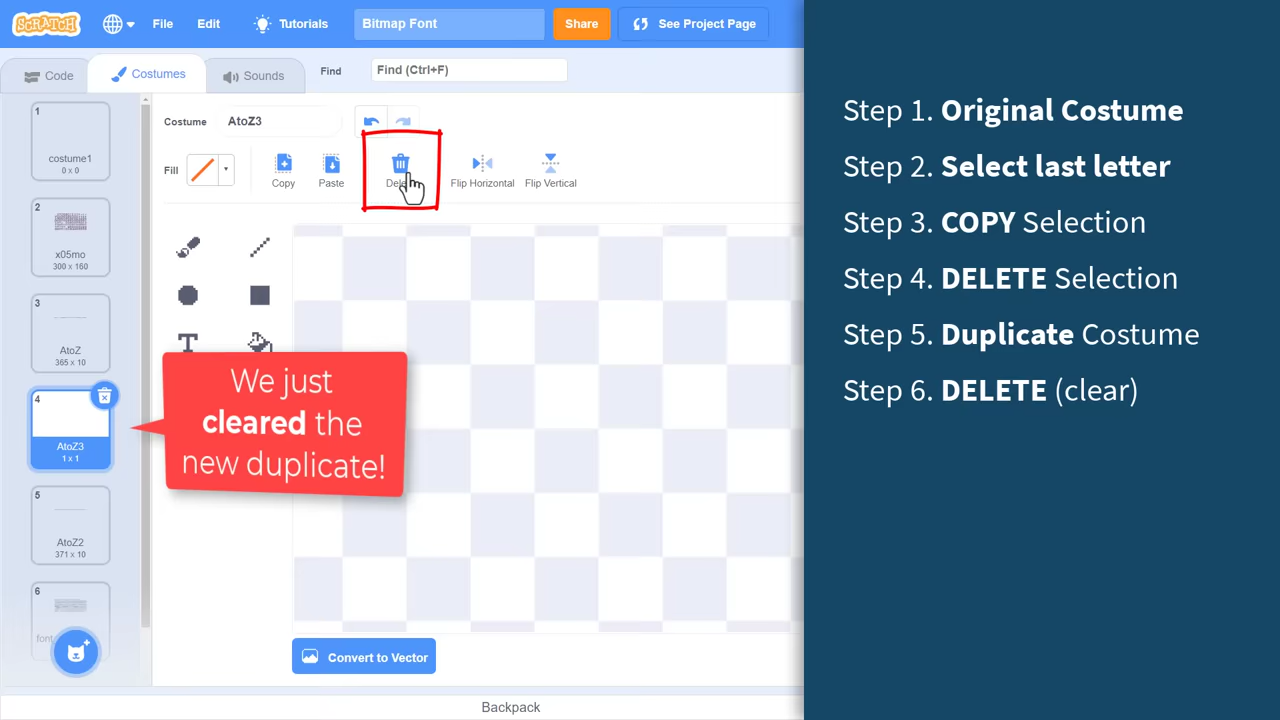 SCRATCH
File
Edit
Tutorials
Bitmap Font
Share
See Project Page
Code
Costumes
Sounds
Find
Find (Ctrl+F)
Costume
AtoZ3
Fill
Copy
Paste
Flip Horizontal
Flip Vertical
1
costume1
0 x 0
2
x05mo
300 x 160
3
AtoZ
365 x 10
4
AtoZ3
1 x 1
5
AtoZ2
371 x 10
6
font
T
We just
cleared the
new duplicate!
Convert to Vector
Backpack
Step 1. Original Costume
Step 2. Select last letter
Step 3. COPY Selection
Step 4. DELETE Selection
Step 5. Duplicate Costume
Step 6. DELETE (clear)